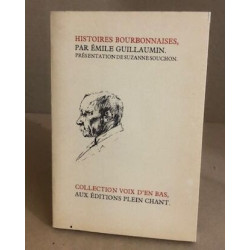 HISTOIRES BOURBONNAISES,
PAR ÉMILE GUILLAUMIN.
PRÉSENTATION DE SUZANNE SOUCHON.
COLLECTION VOIX D'EN BAS,
AUX ÉDITIONS PLEIN CHANT.